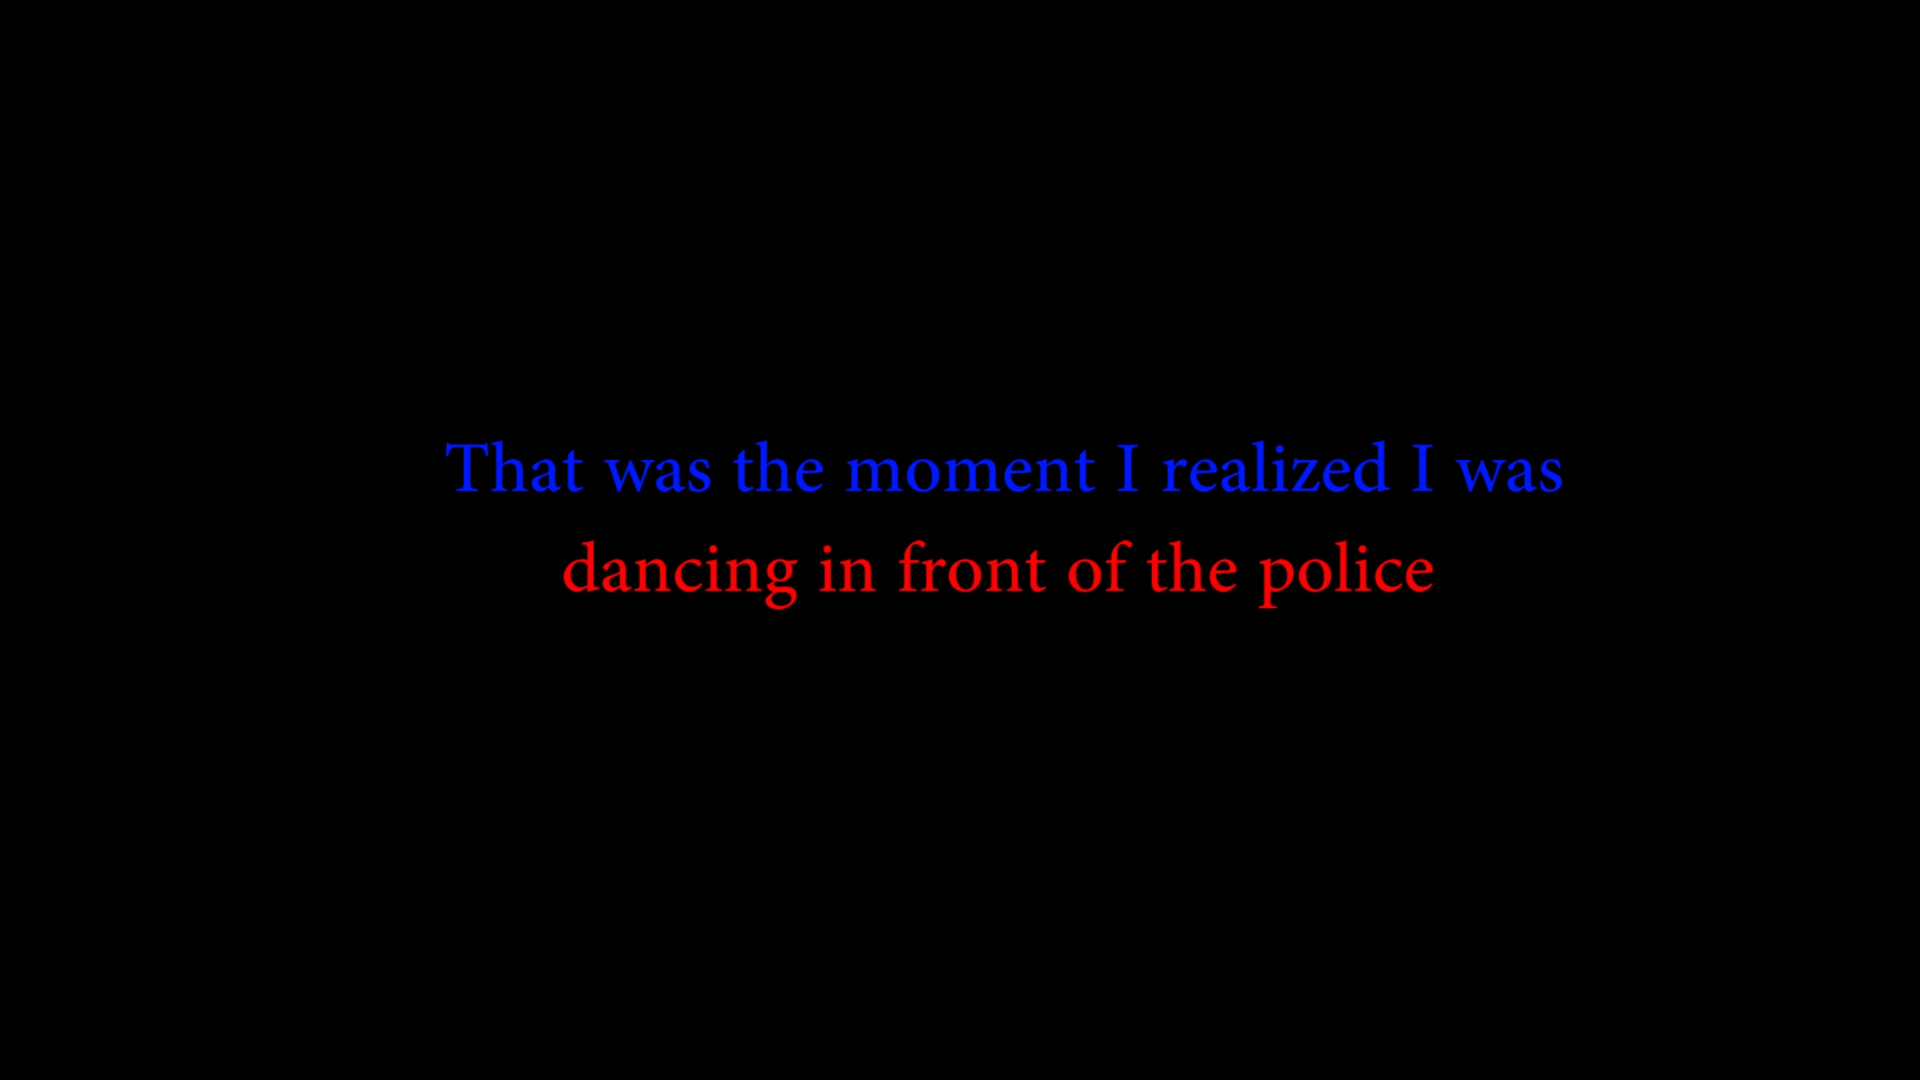 That was the moment I realized I was
dancing in front of the police